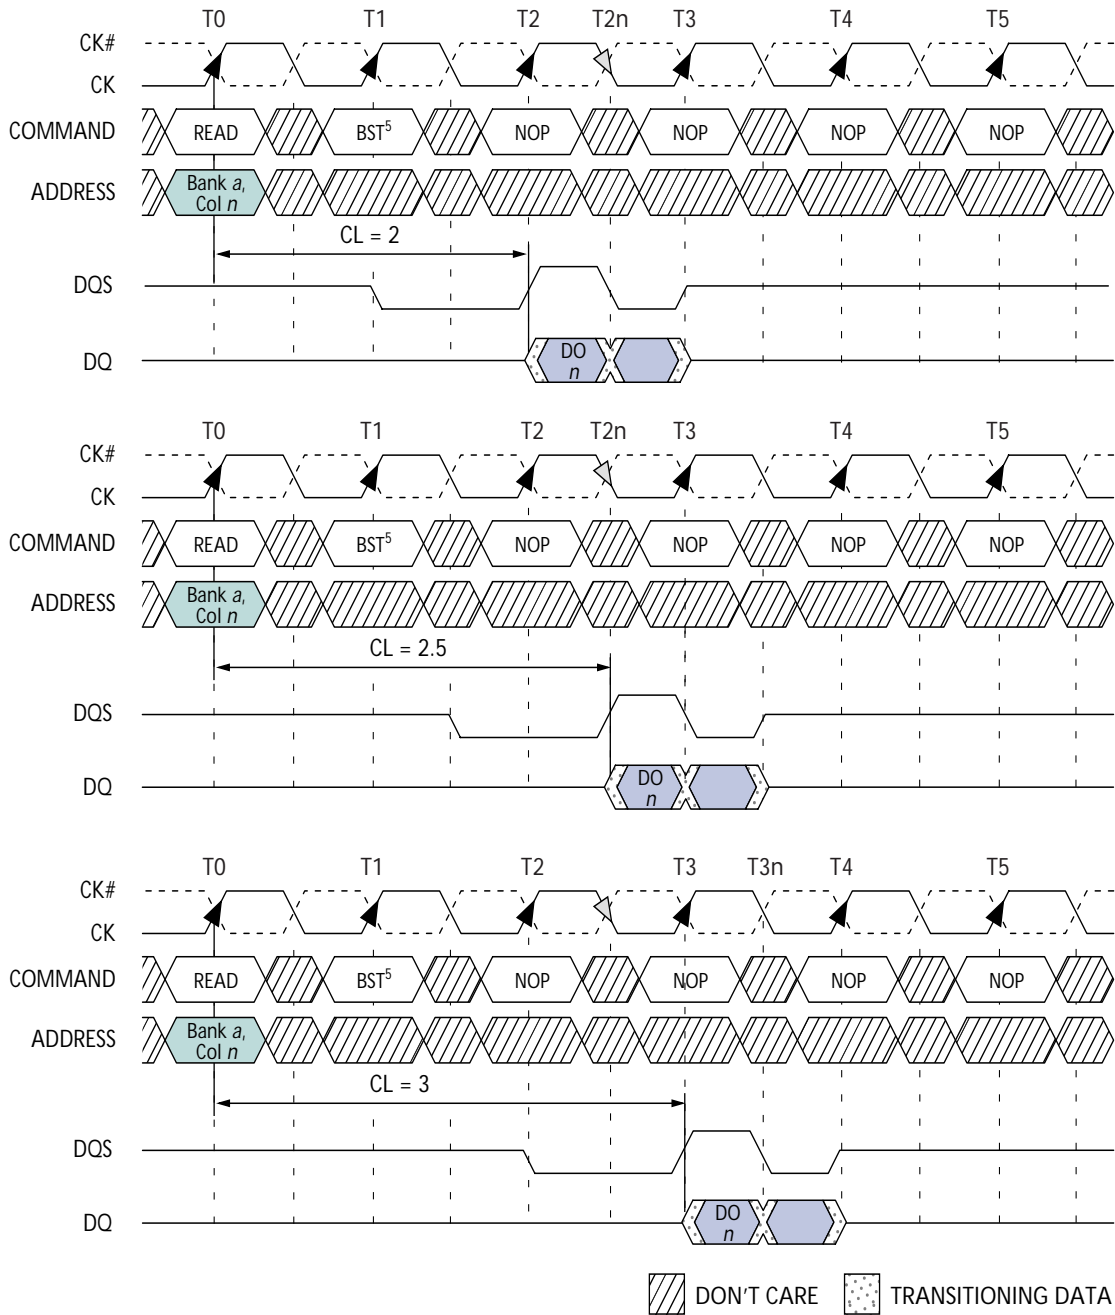 T0 T1 T2 T2n T3 T4 T5
CK#
CK
COMMAND READ BST5 NOP NOP NOP NOP
ADDRESS Bank a, Col n
CL = 2
DQS
DQ DO n
T0 T1 T2 T2n T3 T4 T5
CK#
CK
COMMAND READ BST5 NOP NOP NOP NOP
ADDRESS Bank a, Col n
CL = 2.5
DQS
DQ DO n
T0 T1 T2 T3 T3n T4 T5
CK#
CK
COMMAND READ BST5 NOP NOP NOP NOP
ADDRESS Bank a, Col n
CL = 3
DQS
DQ DO n
DON'T CARE TRANSITIONING DATA